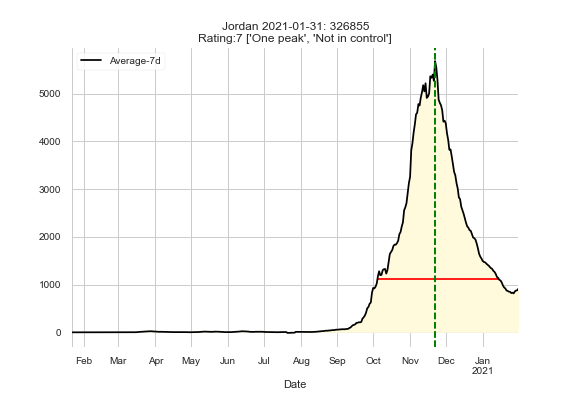 Jordan 2021-01-31: 326855
Rating:7 ['One peak', 'Not in control']
Average-7d
5000
4000
3000
2000
1000
0
Feb Mar Apr May Jun Jul Aug Sep Oct Nov Dec Jan
2021
Date